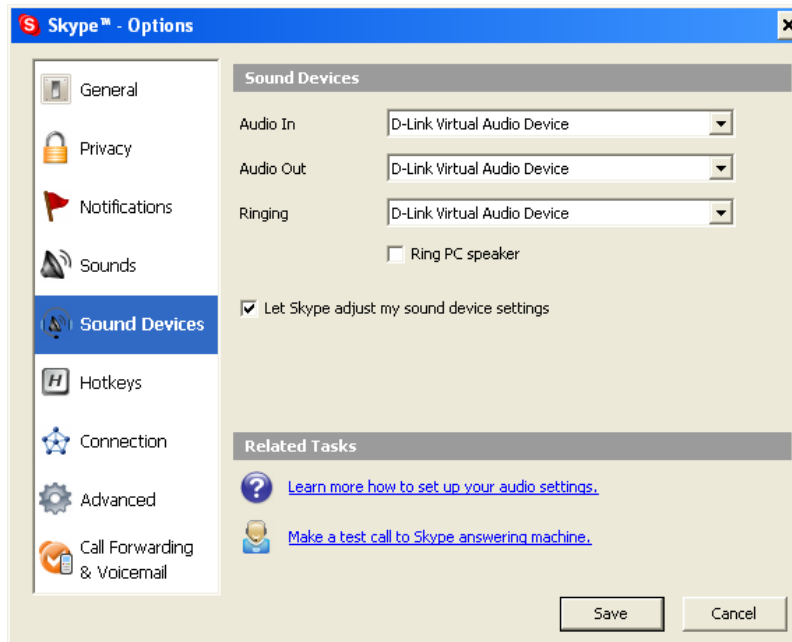 Skype™ - Options
General
Privacy
Notifications
Sounds
Sound Devices
Hotkeys
Connection
Advanced
Call Forwarding
& Voicemail
Sound Devices
Audio In
D-Link Virtual Audio Device
Audio Out
D-Link Virtual Audio Device
Ringing
D-Link Virtual Audio Device
Ring PC speaker
Let Skype adjust my sound device settings
Related Tasks
Learn more how to set up your audio settings.
Make a test call to Skype answering machine.
Save
Cancel